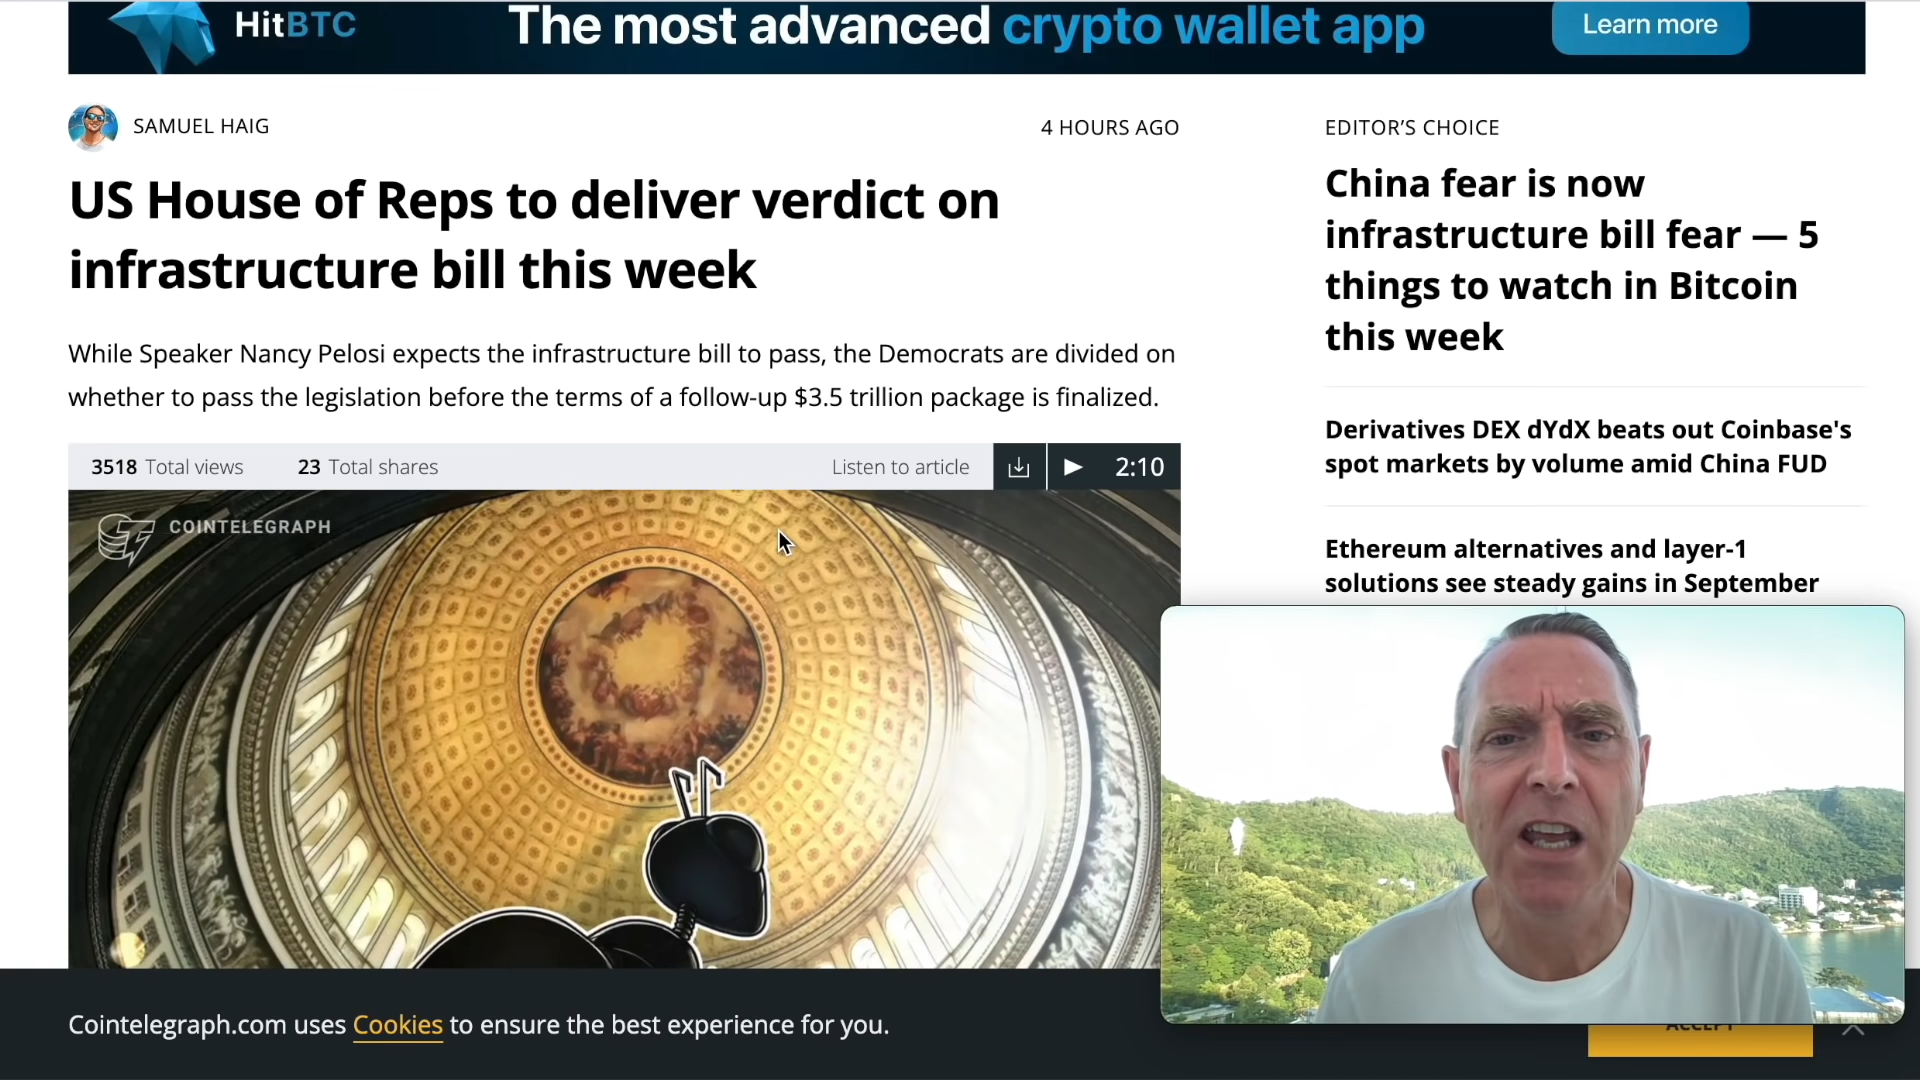 HitBTC
The most advanced crypto wallet app
Learn more
SAMUEL HAIG
4 HOURS AGO
US House of Reps to deliver verdict on
infrastructure bill this week
While Speaker Nancy Pelosi expects the infrastructure bill to pass, the Democrats are divided on
whether to pass the legislation before the terms of a follow-up $3.5 trillion package is finalized.
3518 Total views
23 Total shares
Listen to article
2:10
COINTELEGRAPH
EDITOR’S CHOICE
China fear is now
infrastructure bill fear — 5
things to watch in Bitcoin
this week
Derivatives DEX dYdX beats out Coinbase's
spot markets by volume amid China FUD
Ethereum alternatives and layer-1
solutions see steady gains in September
Cointelegraph.com uses Cookies to ensure the best experience for you.
ACCEPT